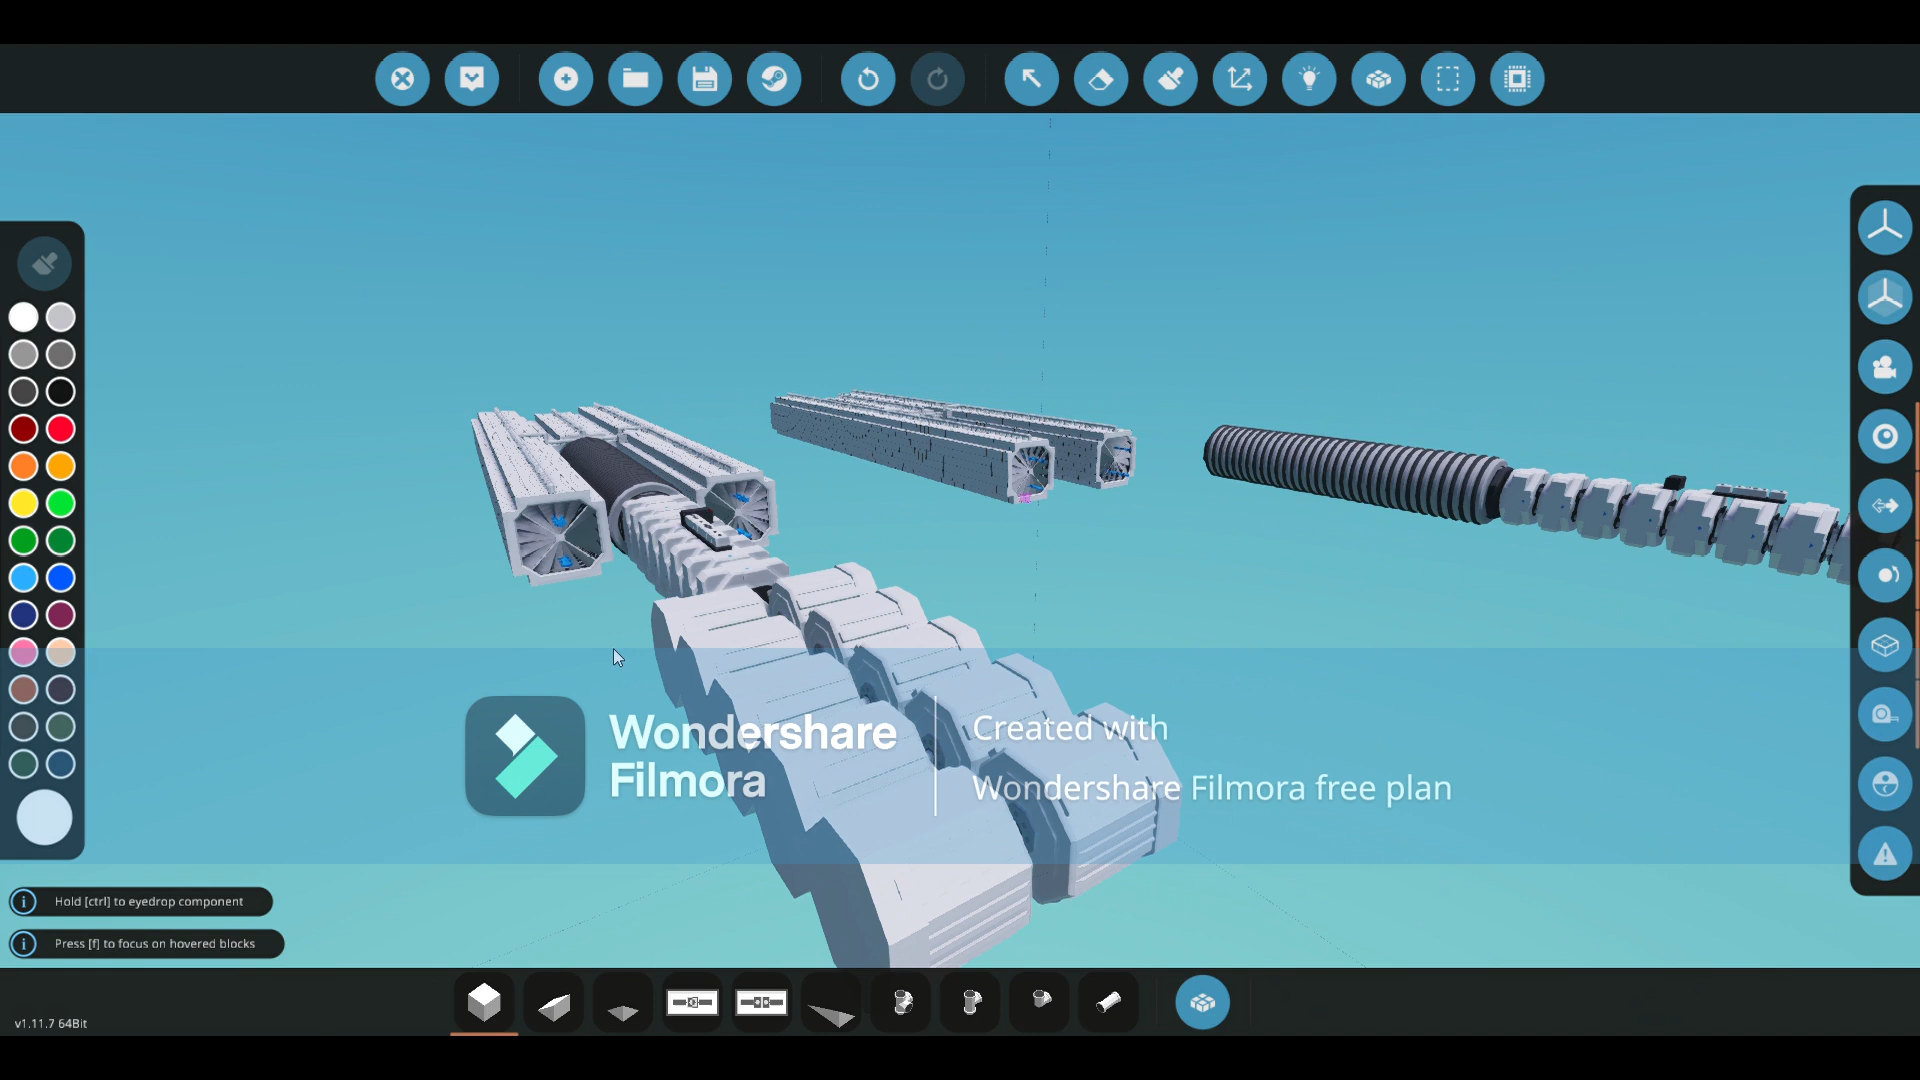 Wondershare
Filmora
Created with
Wondershare Filmora free plan
Hold [ctrl] to eyedrop component
Press [f] to focus on hovered blocks
v1.11.7 64Bit